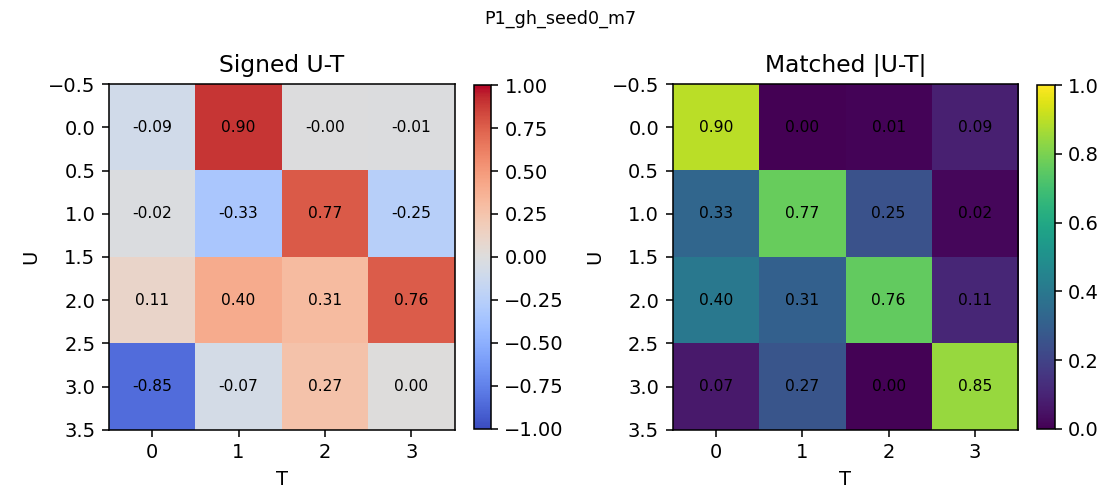 P1_gh_seed0_m7
Signed U-T
Matched |U-T|
−0.5
0.0
0.5
1.0
1.5
2.0
2.5
3.0
3.5
U
-0.09 0.90 -0.00 -0.01
-0.02 -0.33 0.77 -0.25
0.11 0.40 0.31 0.76
-0.85 -0.07 0.27 0.00
0 1 2 3
T
1.00
0.75
0.50
0.25
0.00
−0.25
−0.50
−0.75
−1.00
−0.5
0.0
0.5
1.0
1.5
2.0
2.5
3.0
3.5
U
0.90 0.00 0.01 0.09
0.33 0.77 0.25 0.02
0.40 0.31 0.76 0.11
0.07 0.27 0.00 0.85
0 1 2 3
T
1.0
0.8
0.6
0.4
0.2
0.0